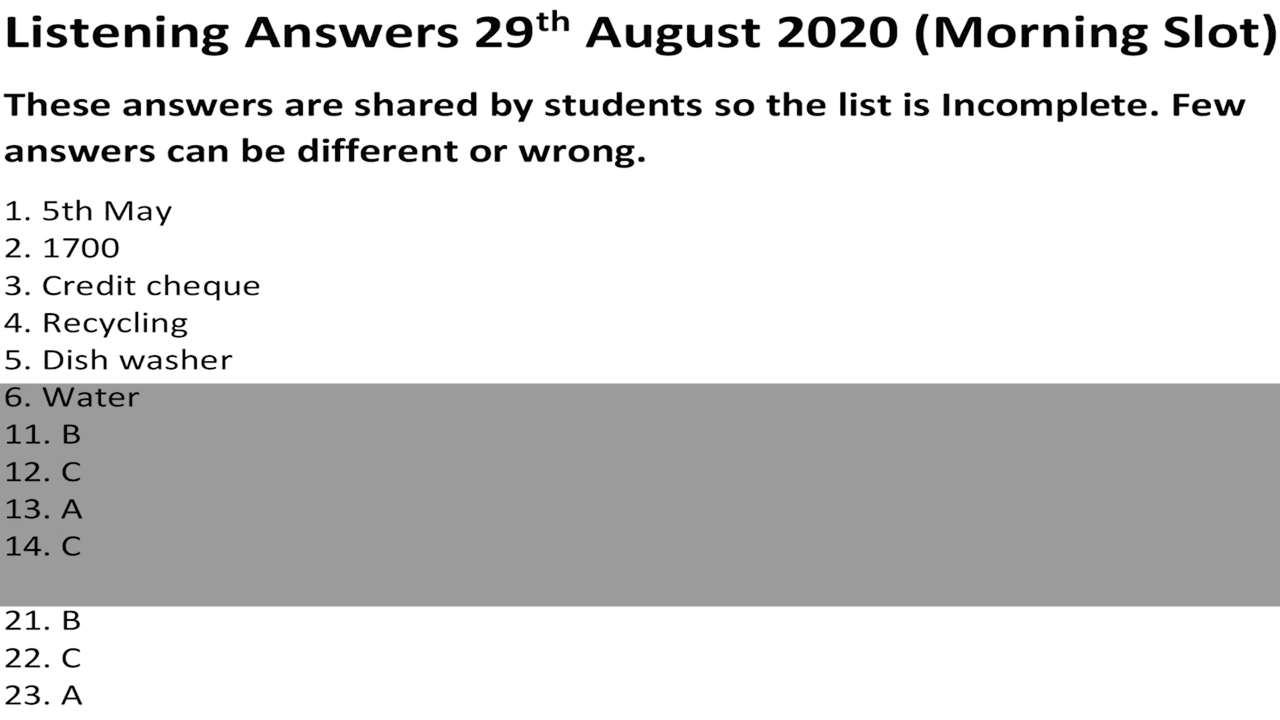 Listening Answers 29th August 2020 (Morning Slot)
These answers are shared by students so the list is Incomplete. Few
answers can be different or wrong.
1. 5th May
2. 1700
3. Credit cheque
4. Recycling
5. Dish washer
6. Water
11. B
12. C
13. A
14. C
21. B
22. C
23. A